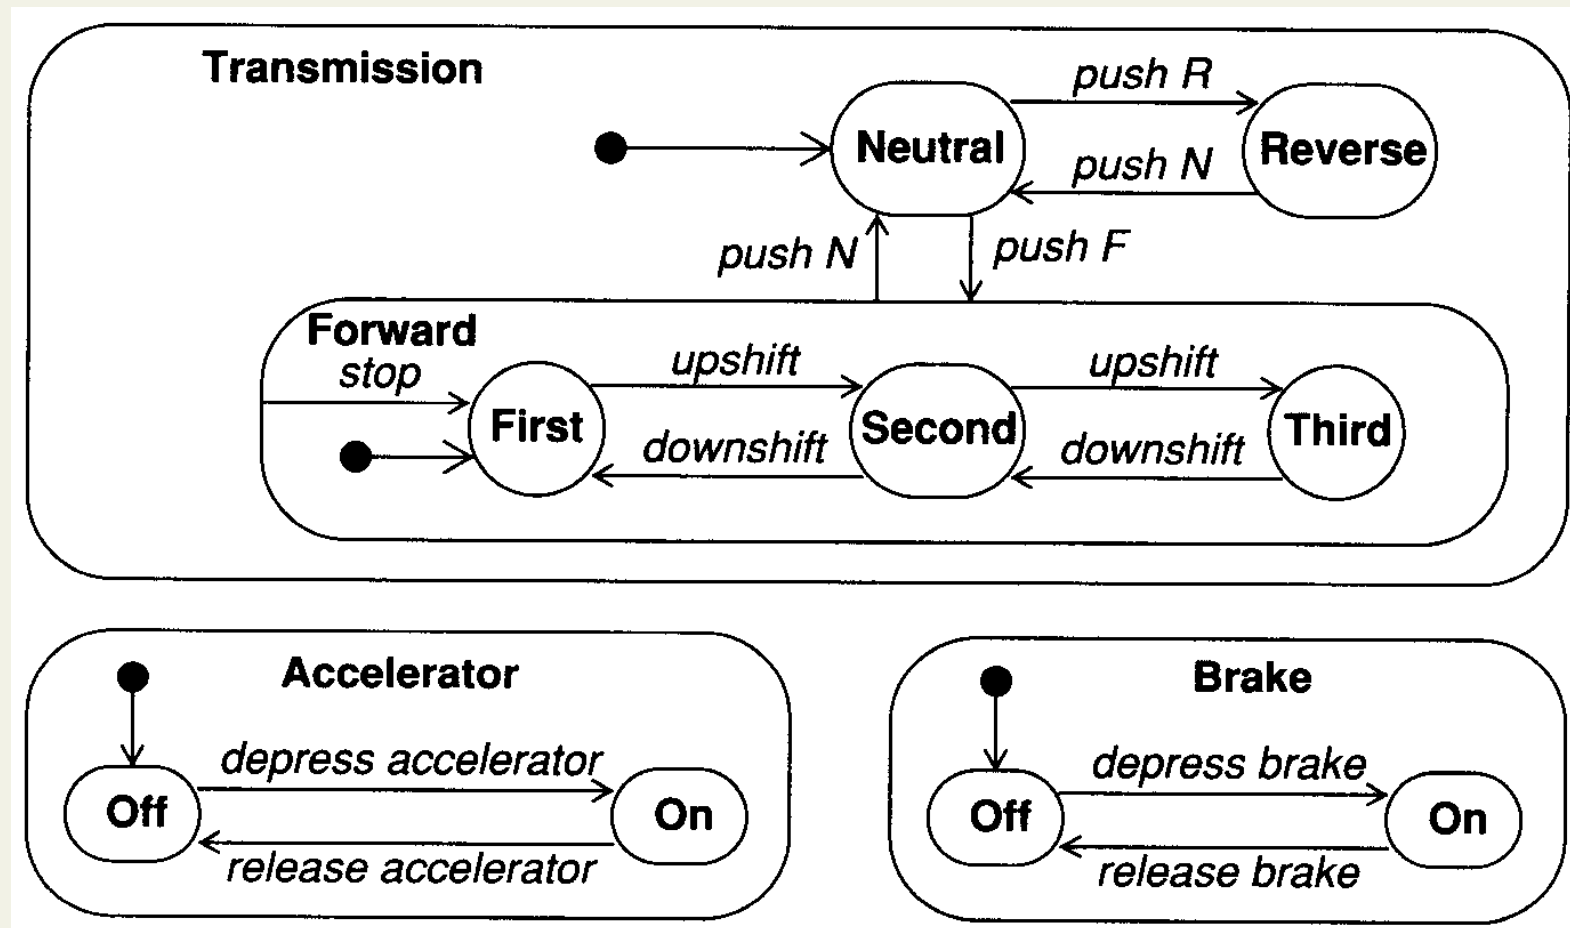 Transmission
push R
Neutral
Reverse
push N
push N
push F
Forward
stop
upshift
upshift
First
Second
Third
downshift
downshift
Accelerator
depress accelerator
Off
On
release accelerator
Brake
depress brake
Off
On
release brake